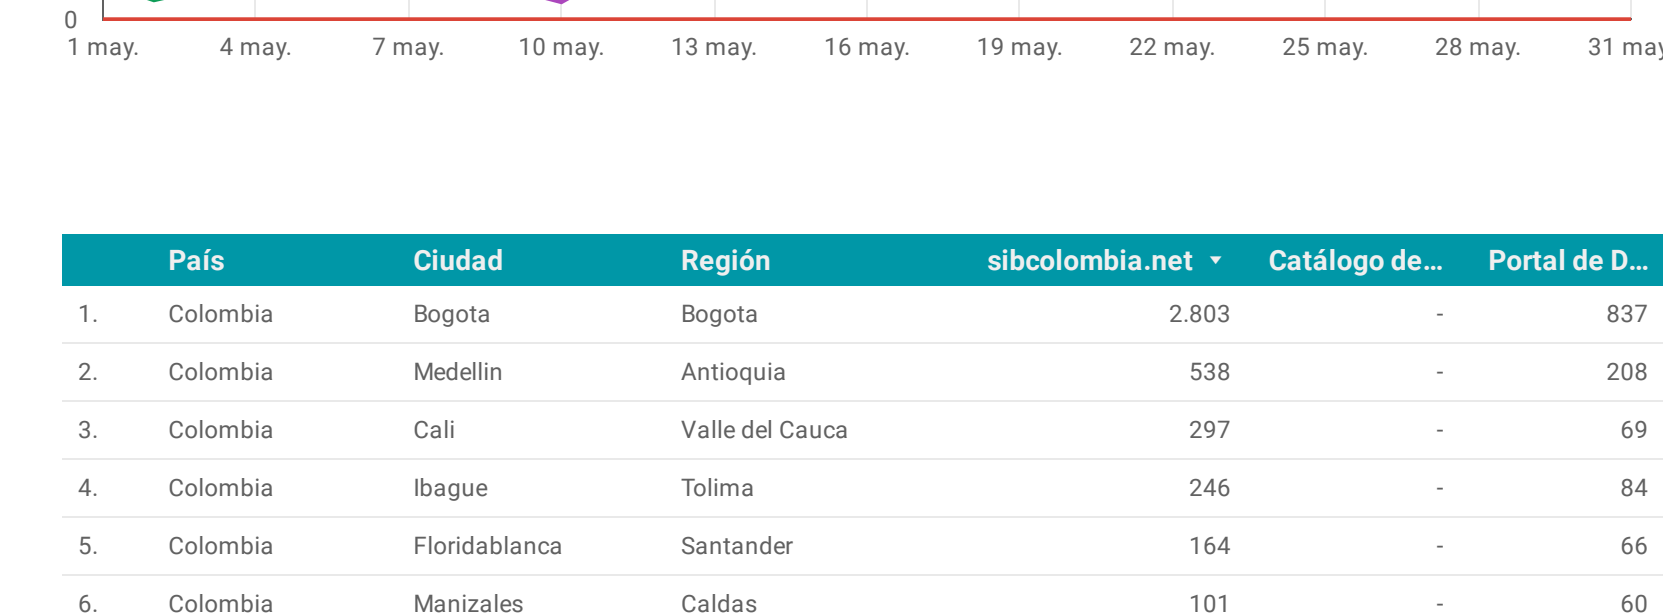 0
1 may. 4 may. 7 may. 10 may. 13 may. 16 may. 19 may. 22 may. 25 may. 28 may. 31 may
País Ciudad Región sibcolombia.net Catálogo de... Portal de D...
1. Colombia Bogota Bogota 2.803 - 837
2. Colombia Medellin Antioquia 538 - 208
3. Colombia Cali Valle del Cauca 297 - 69
4. Colombia Ibague Tolima 246 - 84
5. Colombia Floridablanca Santander 164 - 66
6. Colombia Manizales Caldas 101 - 60